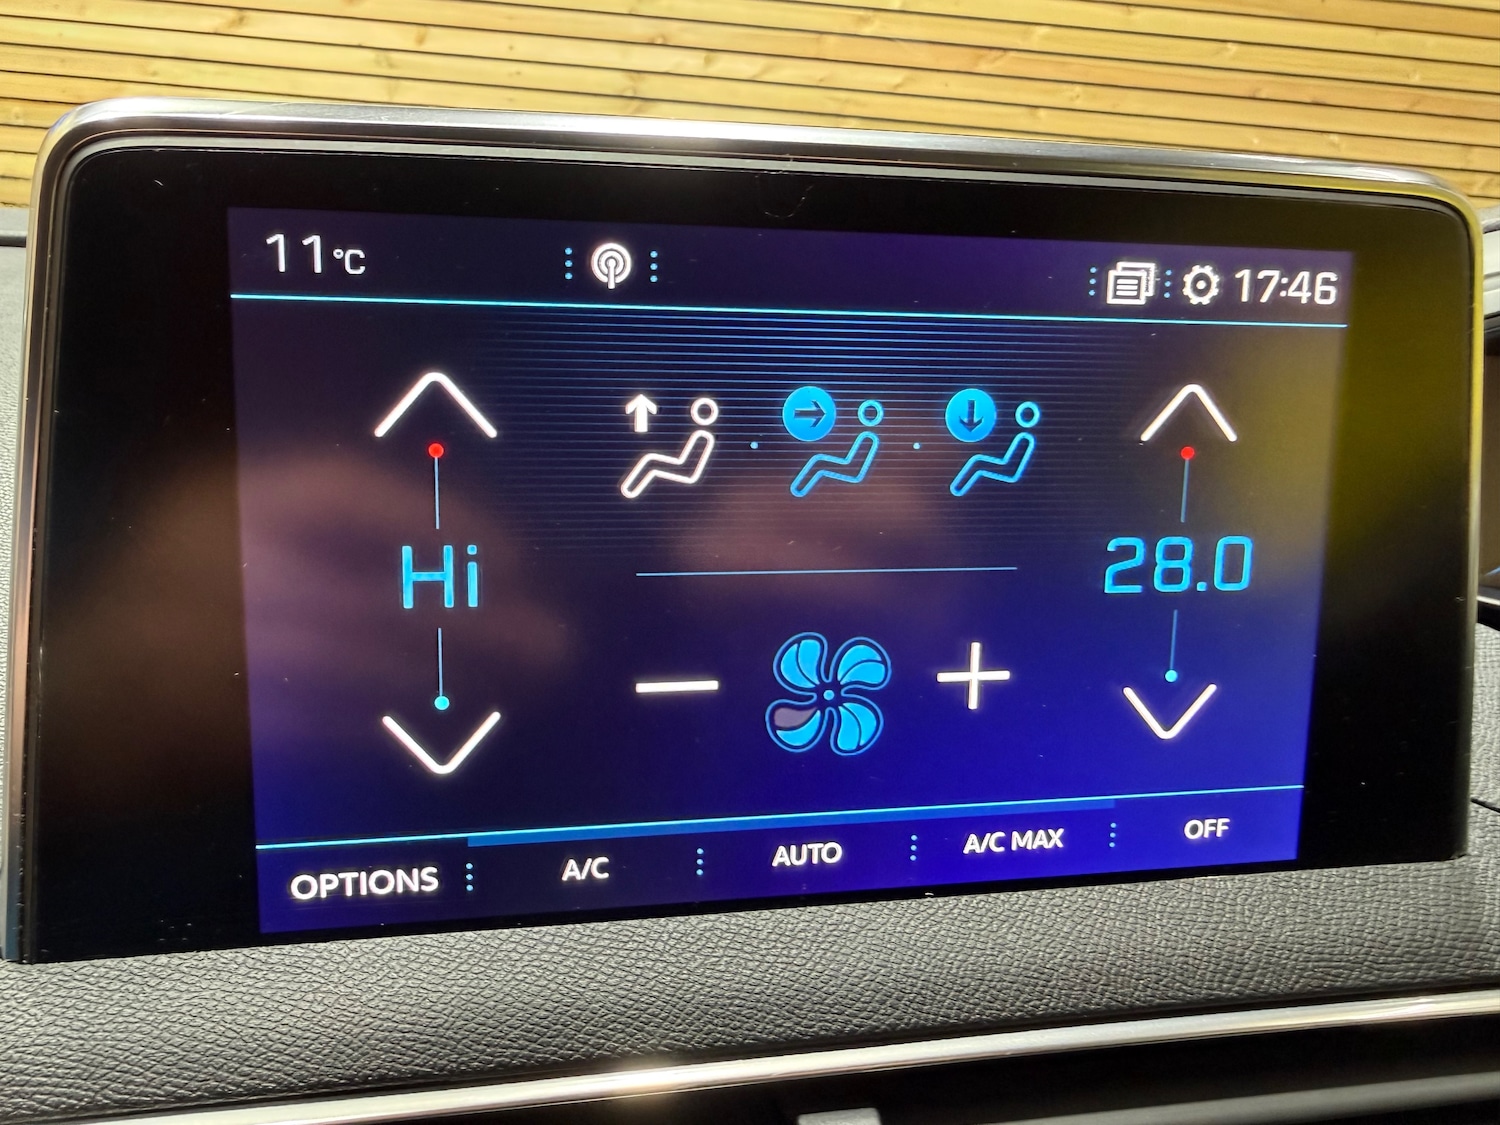 11°C
17:46
Hi
28.0
OPTIONS
A/C
AUTO
A/C MAX
OFF